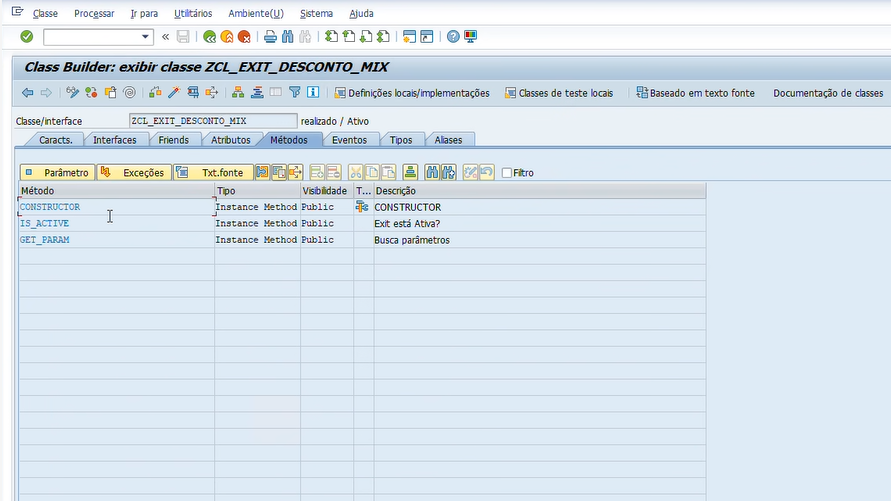 Classe Processar Ir para Utilitários Ambiente(U) Sistema Ajuda
Class Builder: exibir classe ZCL_EXIT_DESCONTO_MIX
Definições locais/implementações Classes de teste locais Baseado em texto fonte Documentação de classes
Classe/interface ZCL_EXIT_DESCONTO_MIX realizado / Ativo
Caracts. Interfaces Friends Atributos Métodos Eventos Tipos Aliases
Parâmetro Exceções Txt.fonte Filtro
Método Tipo Visibilidade T... Descrição
CONSTRUCTOR Instance Method Public CONSTRUCTOR
IS_ACTIVE Instance Method Public Exit está Ativa?
GET_PARAM Instance Method Public Busca parâmetros